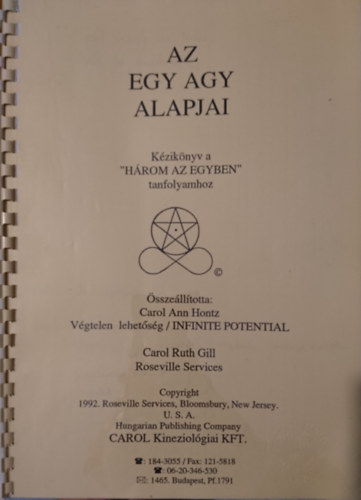 AZ
EGY AGY
ALAPJAI
Kézikönyv a
"HÁROM AZ EGYBEN"
tanfolyamhoz
©
Összeállította:
Carol Ann Hontz
Végtelen lehetőség / INFINITE POTENTIAL
Carol Ruth Gill
Roseville Services
Copyright
1992. Roseville Services, Bloomsbury, New Jersey.
U. S. A.
Hungarian Publishing Company
CAROL Kineziológiai KFT.
☎: 184-3055 / Fax: 121-5818
☎: 06-20-346-530
✉: 1465. Budapest, Pf.1791